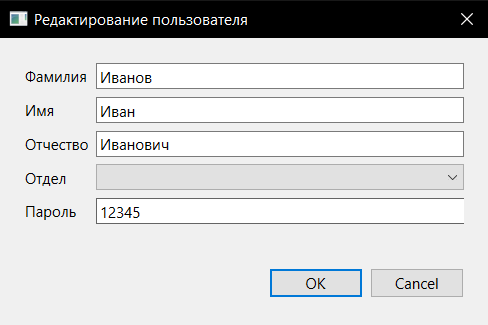 Редактирование пользователя
Фамилия Иванов
Имя Иван
Отчество Иванович
Отдел
Пароль 12345
OK Cancel